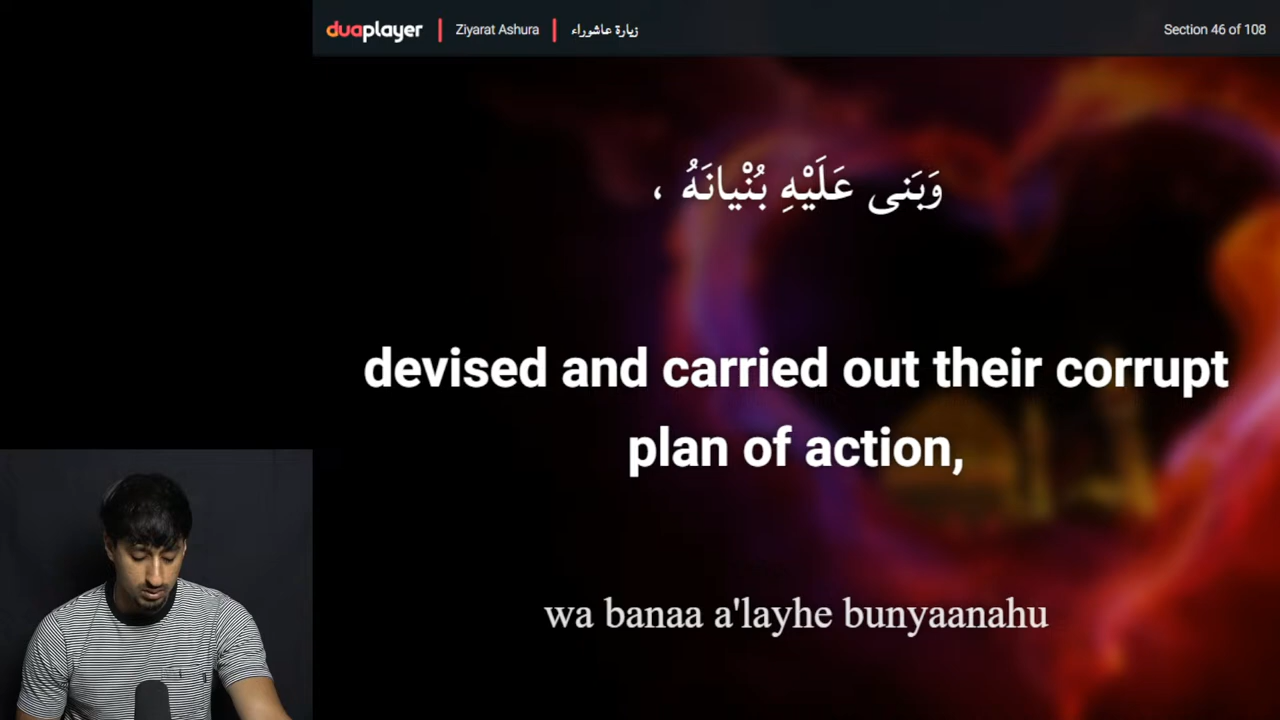 duaplayer | Ziyarat Ashura | زيارة عاشوراء Section 46 of 108
وَبَنى عَلَيْهِ بُنْيانَهُ ،
devised and carried out their corrupt
plan of action,
wa banaa a'layhe bunyaanahu